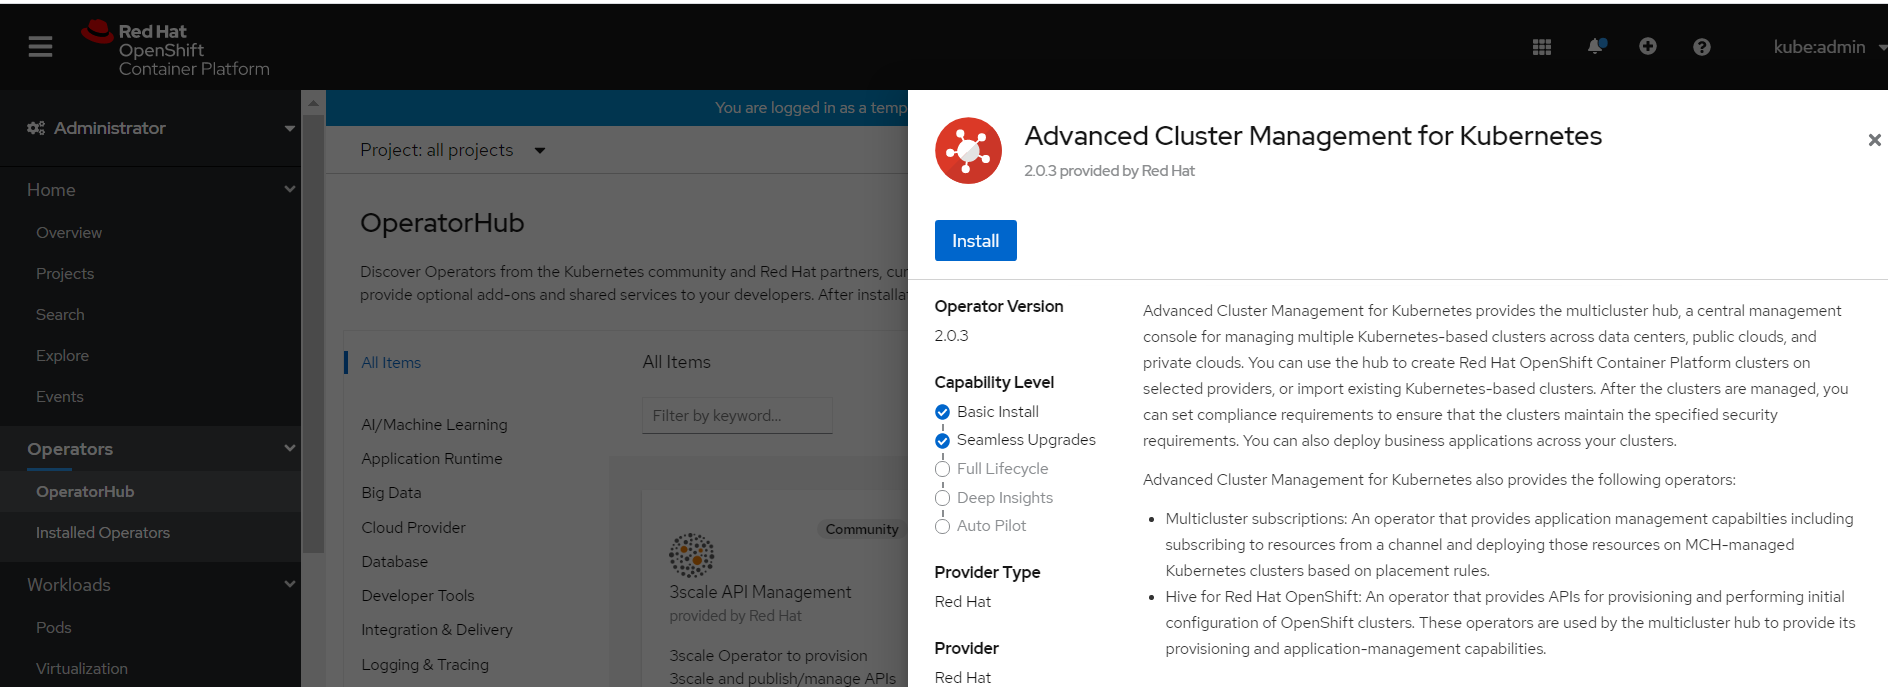 Red Hat
OpenShift
Container Platform
kube:admin
Administrator
Home
Overview
Projects
Search
Explore
Events
Operators
OperatorHub
Installed Operators
Workloads
Pods
Virtualization
You are logged in as a temp
Project: all projects
OperatorHub
Discover Operators from the Kubernetes community and Red Hat partners, cur
provide optional add-ons and shared services to your developers. After installa
All Items
AI/Machine Learning
Application Runtime
Big Data
Cloud Provider
Database
Developer Tools
Integration & Delivery
Logging & Tracing
All Items
Filter by keyword...
Community
3scale API Management
provided by Red Hat
3scale Operator to provision
3scale and publish/manage APIs
Advanced Cluster Management for Kubernetes
2.0.3 provided by Red Hat
Install
Operator Version
2.0.3
Capability Level
Basic Install
Seamless Upgrades
Full Lifecycle
Deep Insights
Auto Pilot
Provider Type
Red Hat
Provider
Red Hat
Advanced Cluster Management for Kubernetes provides the multicluster hub, a central management
console for managing multiple Kubernetes-based clusters across data centers, public clouds, and
private clouds. You can use the hub to create Red Hat OpenShift Container Platform clusters on
selected providers, or import existing Kubernetes-based clusters. After the clusters are managed, you
can set compliance requirements to ensure that the clusters maintain the specified security
requirements. You can also deploy business applications across your clusters.
Advanced Cluster Management for Kubernetes also provides the following operators:
• Multicluster subscriptions: An operator that provides application management capabilties including
subscribing to resources from a channel and deploying those resources on MCH-managed
Kubernetes clusters based on placement rules.
• Hive for Red Hat OpenShift: An operator that provides APIs for provisioning and performing initial
configuration of OpenShift clusters. These operators are used by the multicluster hub to provide its
provisioning and application-management capabilities.